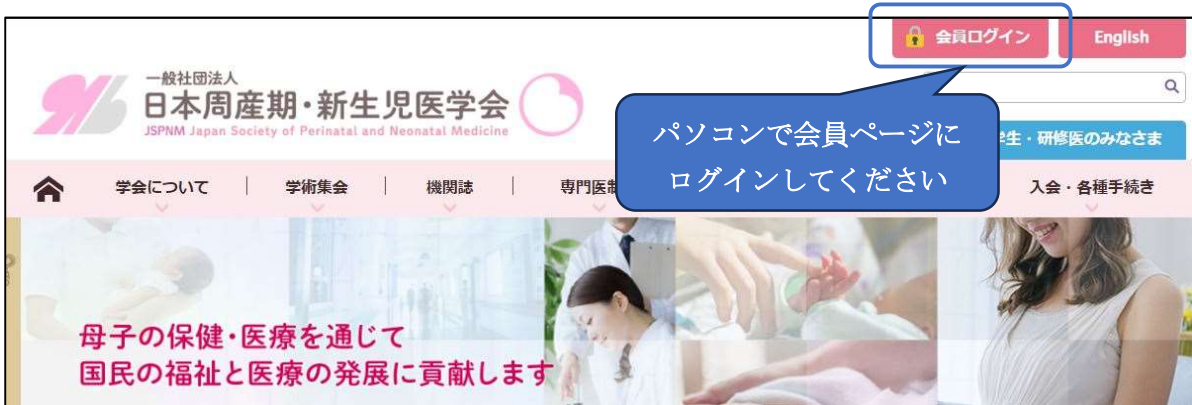 会員ログイン
English
一般社団法人
日本周産期・新生児医学会
JSPNM Japan Society of Perinatal and Neonatal Medicine
パソコンで会員ページに
ログインしてください
学生・研修医のみなさま
学会について
学術集会
機関誌
専門医制
入会・各種手続き
母子の保健・医療を通じて
国民の福祉と医療の発展に貢献します